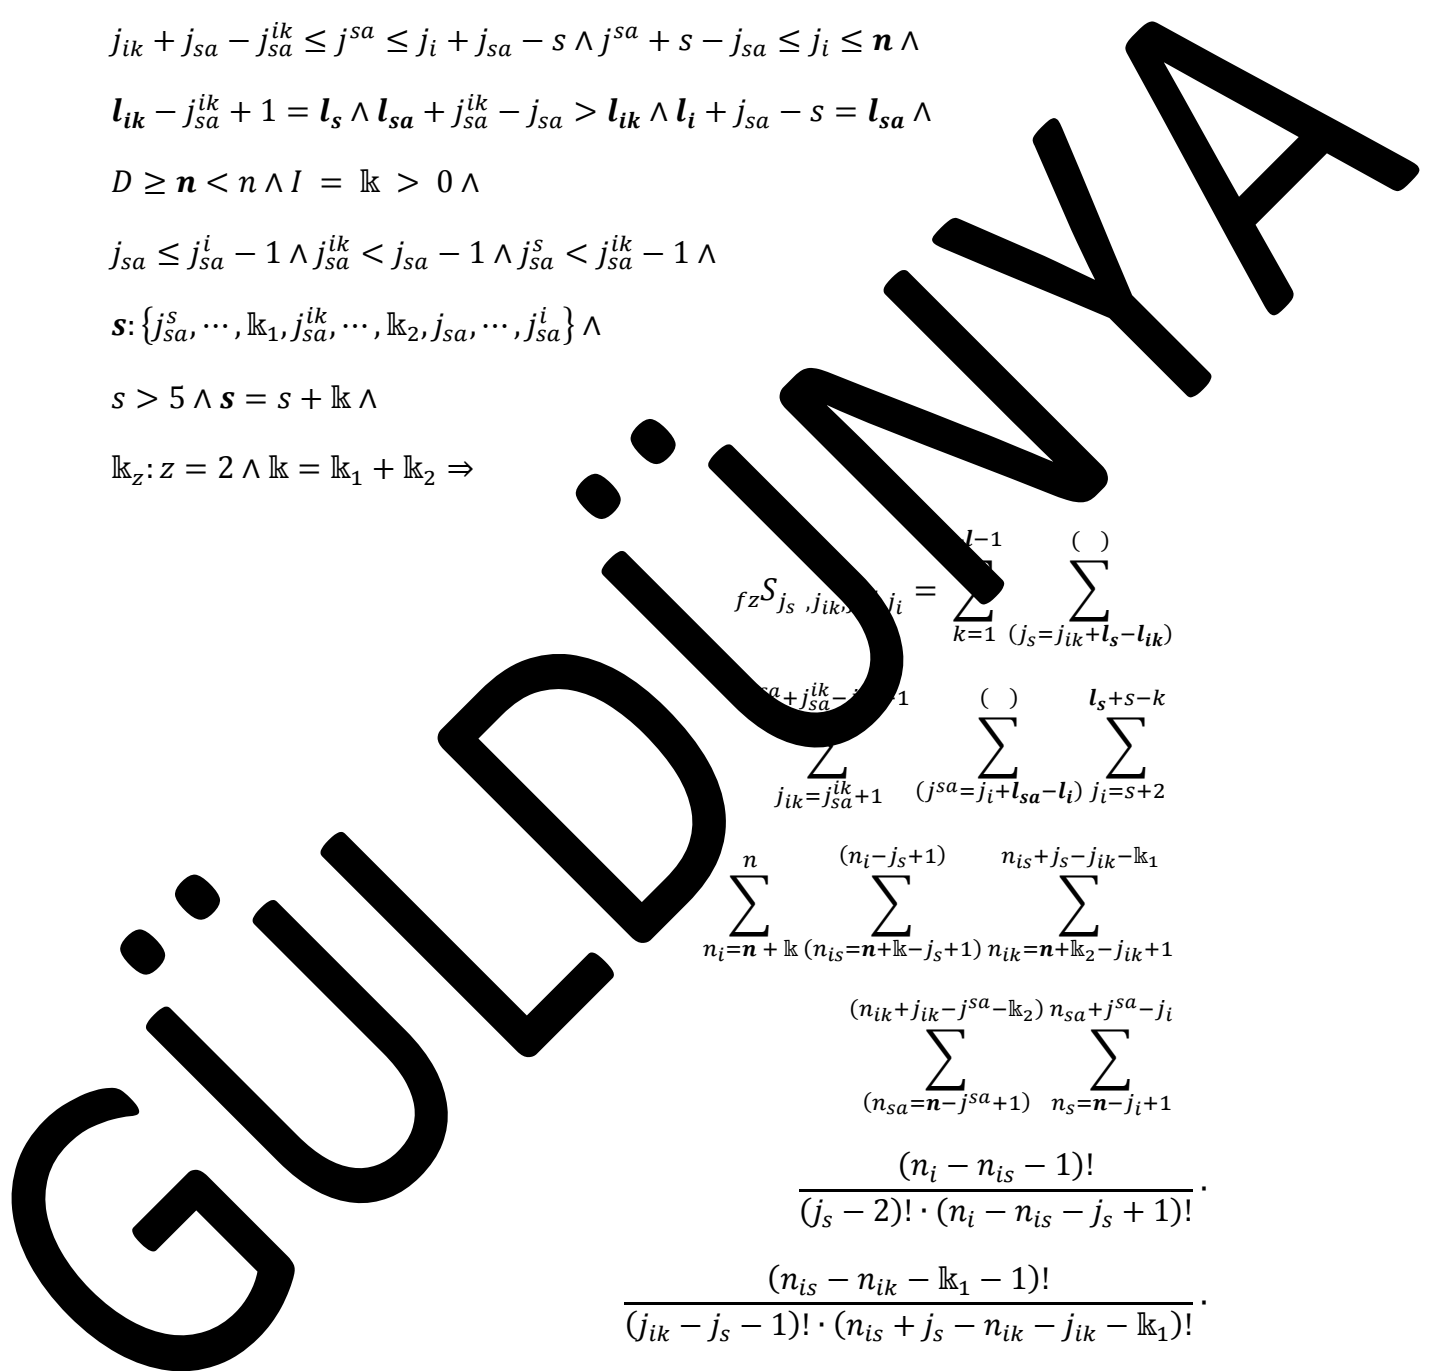 j_{ik} + j_{sa} − j_{sa}^{ik} ≤ j^{sa} ≤ j_i + j_{sa} − s ∧ j^{sa} + s − j_{sa} ≤ j_i ≤ n ∧
l_{ik} − j_{sa}^{ik} + 1 = l_s ∧ l_{sa} + j_{sa}^{ik} − j_{sa} > l_{ik} ∧ l_i + j_{sa} − s = l_{sa} ∧
D ≥ n < n ∧ I = 𝕜 > 0 ∧
j_{sa} ≤ j_{sa}^{i} − 1 ∧ j_{sa}^{ik} < j_{sa} − 1 ∧ j_{sa}^{s} < j_{sa}^{ik} − 1 ∧
s: {j_{sa}^{s}, ⋯ , 𝕜_1, j_{sa}^{ik}, ⋯ , 𝕜_2, j_{sa}, ⋯ , j_{sa}^{i}} ∧
s > 5 ∧ s = s + 𝕜 ∧
𝕜_z: z = 2 ∧ 𝕜 = 𝕜_1 + 𝕜_2 ⇒
_{fz}S_{j_s ,j_{ik}, j_i} = ∑_{k=1}^{l−1} ∑_{(j_s=j_{ik}+l_s−l_{ik})}^{( )}
∑_{j_{ik}=j_{sa}^{ik}+1} ∑_{(j^{sa}=j_i+l_{sa}−l_i)}^{( )} ∑_{j_i=s+2}^{l_s+s−k}
∑_{n_i=n+𝕜}^{n} ∑_{(n_{is}=n+𝕜−j_s+1)}^{(n_i−j_s+1)} ∑_{n_{ik}=n+𝕜_2−j_{ik}+1}^{n_{is}+j_s−j_{ik}−𝕜_1}
∑_{(n_{sa}=n−j^{sa}+1)}^{(n_{ik}+j_{ik}−j^{sa}−𝕜_2)} ∑_{n_s=n−j_i+1}^{n_{sa}+j^{sa}−j_i}
(n_i − n_{is} − 1)!
/ (j_s − 2)! · (n_i − n_{is} − j_s + 1)! ·
(n_{is} − n_{ik} − 𝕜_1 − 1)!
/ (j_{ik} − j_s − 1)! · (n_{is} + j_s − n_{ik} − j_{ik} − 𝕜_1)! ·
GÜLDÜNYA